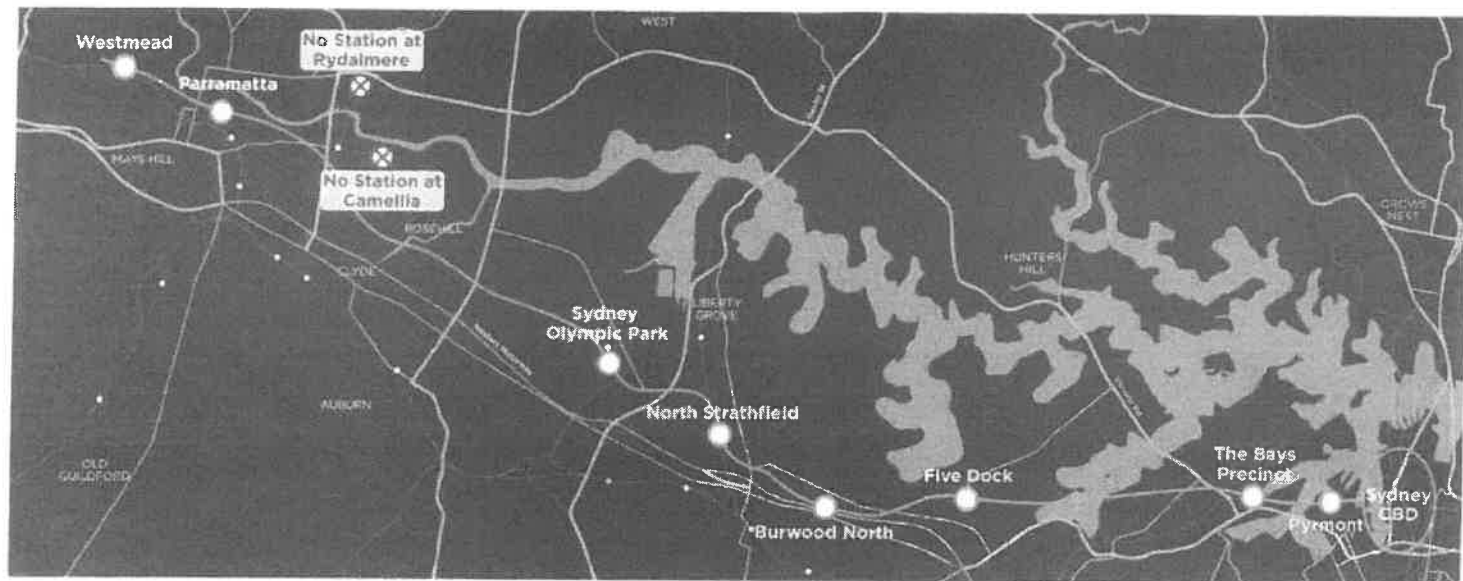 WEST
Westmead
No Station at
Rydalmere
Parramatta
MAYS HILL
No Station at
Camellia
ROSEHILL
CLYDE
CROWS
NEST
HUNTERS
HILL
LIBERTY
GROVE
Sydney
Olympic Park
AUBURN
North Strathfield
OLD
GUILDFORD
Five Dock
The Bays
Precinct
Sydney
CBD
Pyrmont
*Burwood North